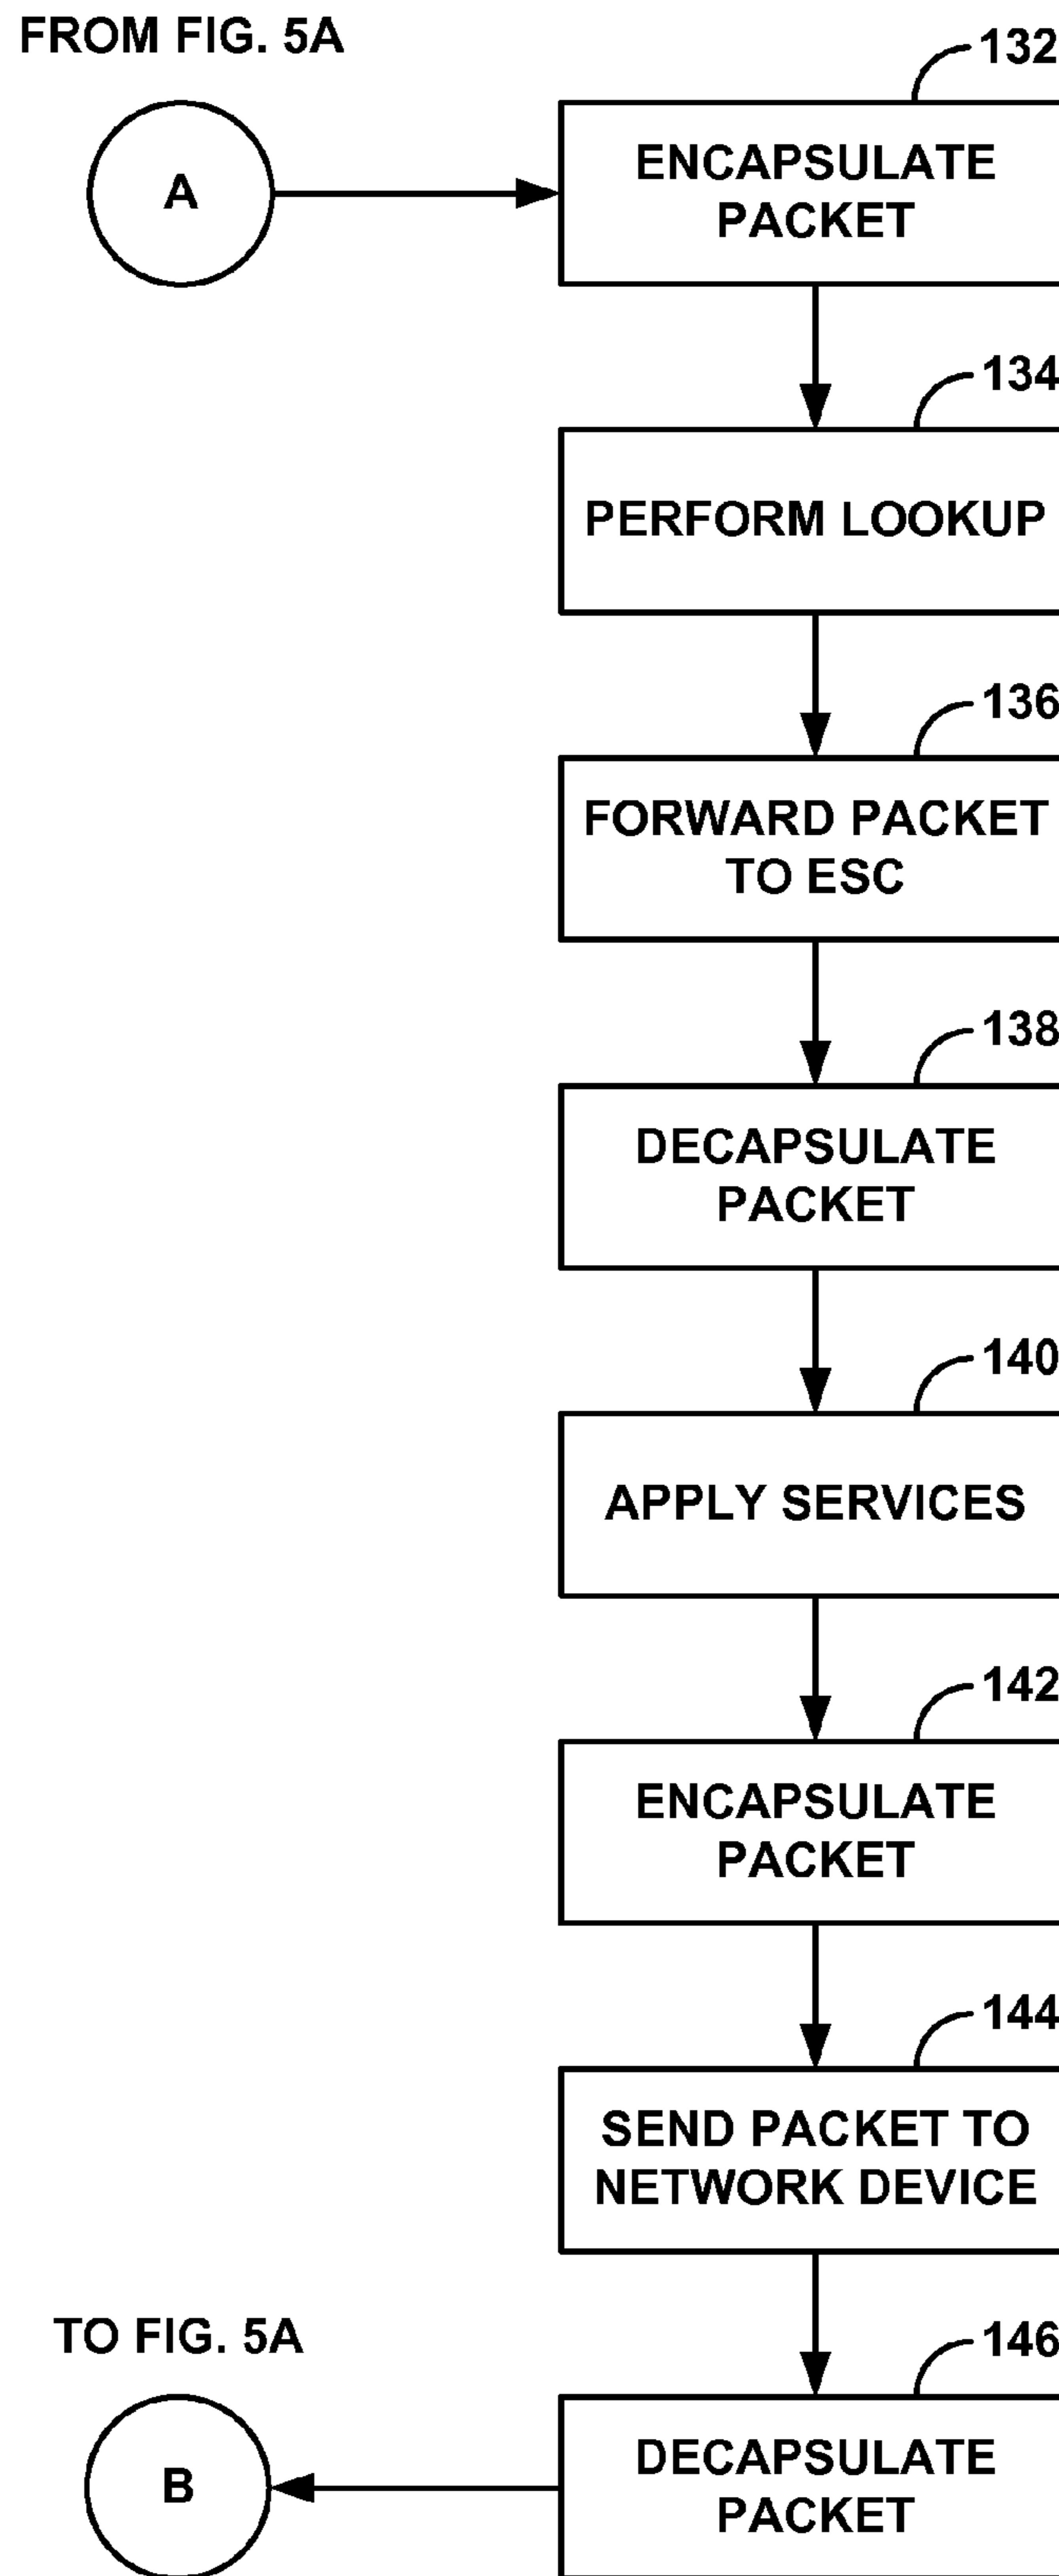 FROM FIG. 5A
132
A
ENCAPSULATE
PACKET
134
PERFORM LOOKUP
136
FORWARD PACKET
TO ESC
138
DECAPSULATE
PACKET
140
APPLY SERVICES
142
ENCAPSULATE
PACKET
144
SEND PACKET TO
NETWORK DEVICE
TO FIG. 5A
146
B
DECAPSULATE
PACKET